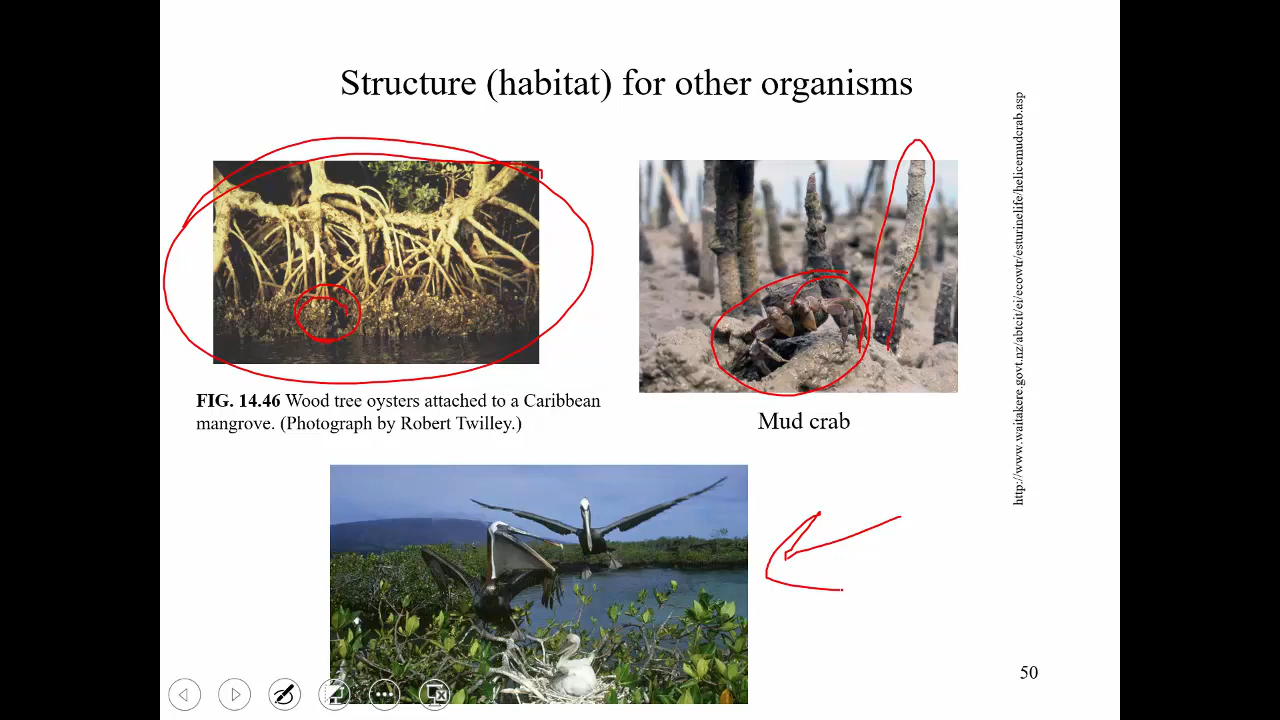 Structure (habitat) for other organisms
FIG. 14.46 Wood tree oysters attached to a Caribbean
mangrove. (Photograph by Robert Twilley.)
Mud crab
http://www.waitakere.govt.nz/abtcit/ei/ecowtr/esturinelife/helicemudcrab.asp
50